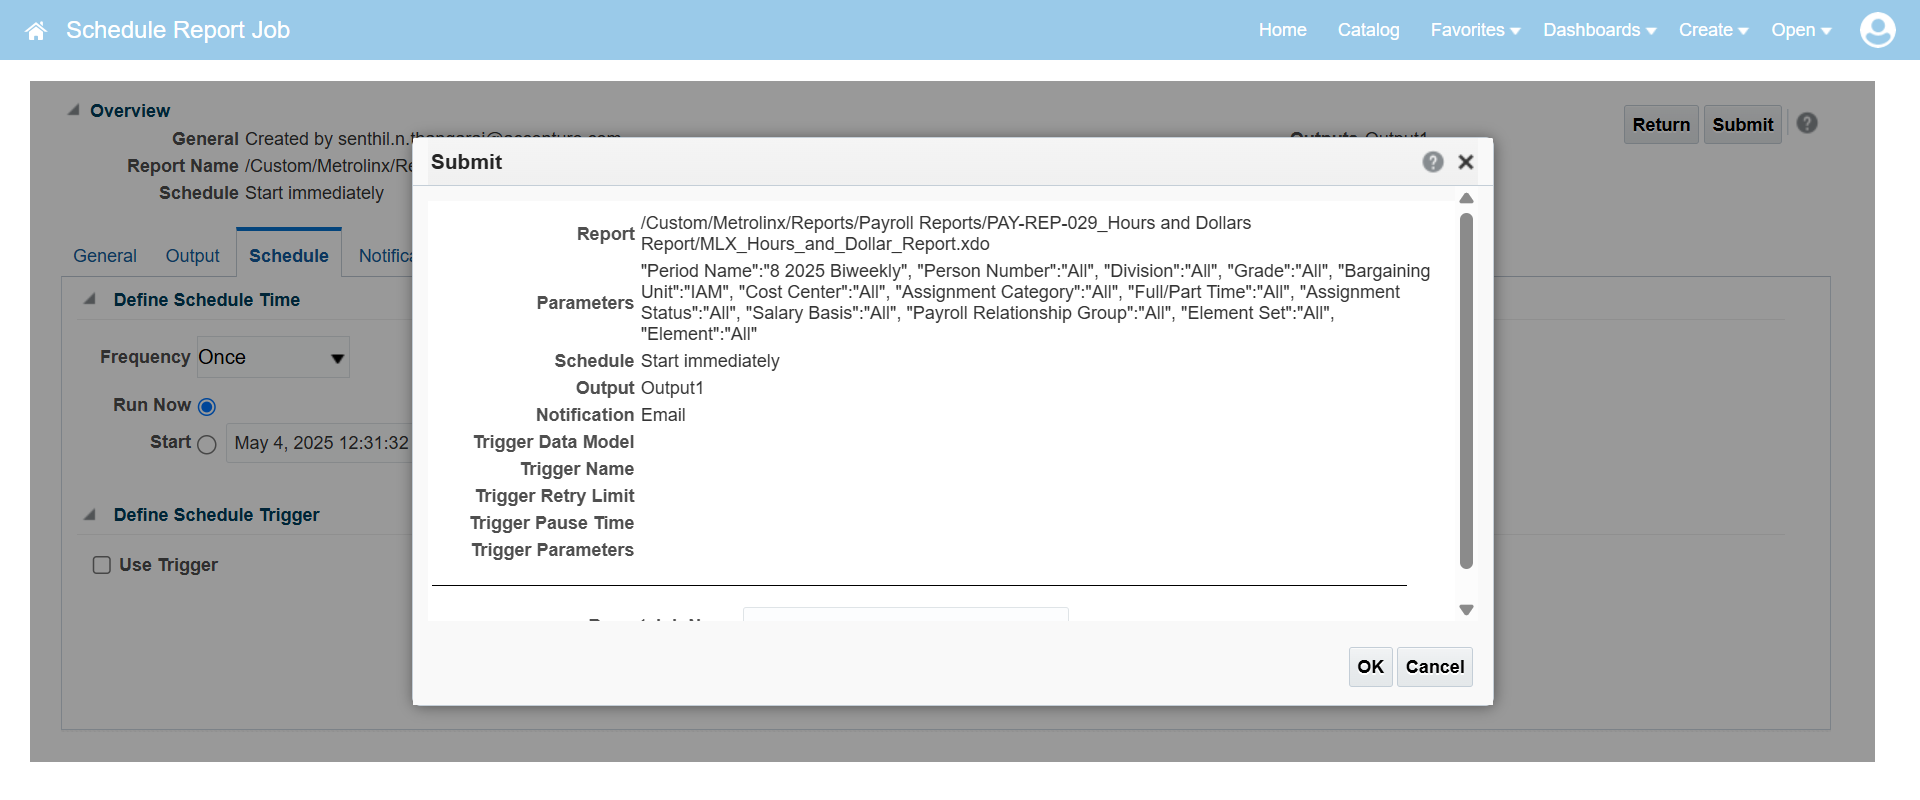 Schedule Report Job
Home Catalog Favorites Dashboards Create Open
Overview
General Created by senthil.n.thangaraj@accenture.com
Outputs Output1
Return Submit
Report Name /Custom/Metrolinx/Re
Schedule Start immediately
General Output Schedule Notifica
Define Schedule Time
Frequency Once
Run Now
Start May 4, 2025 12:31:32
Define Schedule Trigger
Use Trigger
Submit
Report /Custom/Metrolinx/Reports/Payroll Reports/PAY-REP-029_Hours and Dollars
Report/MLX_Hours_and_Dollar_Report.xdo
Parameters "Period Name":"8 2025 Biweekly", "Person Number":"All", "Division":"All", "Grade":"All", "Bargaining
Unit":"IAM", "Cost Center":"All", "Assignment Category":"All", "Full/Part Time":"All", "Assignment
Status":"All", "Salary Basis":"All", "Payroll Relationship Group":"All", "Element Set":"All",
"Element":"All"
Schedule Start immediately
Output Output1
Notification Email
Trigger Data Model
Trigger Name
Trigger Retry Limit
Trigger Pause Time
Trigger Parameters
OK Cancel